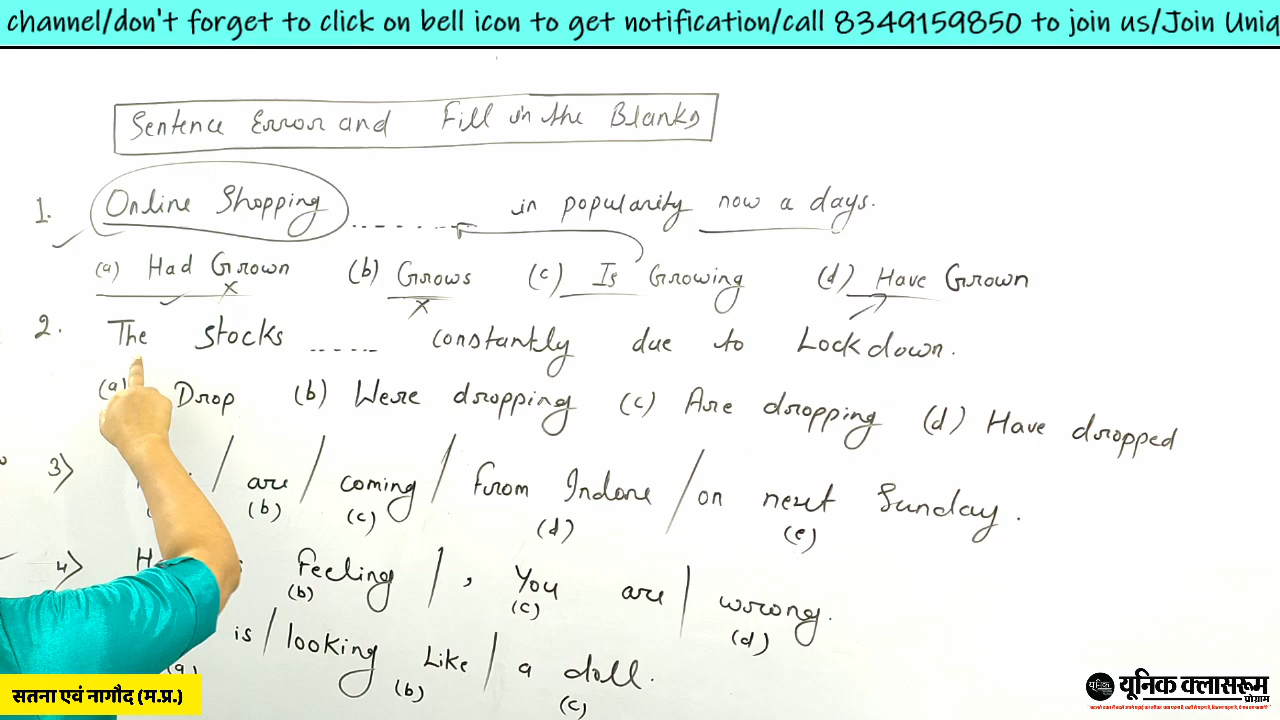 channel/don't forget to click on bell icon to get notification/call 8349159850 to join us/Join Uniq
Sentence Error and Fill in the Blanks
1. Online Shopping ........ in popularity now a days.
(a) Had Grown (b) Grows (c) Is Growing (d) Have Grown
2. The stocks ...... constantly due to Lockdown.
(a) Drop (b) Were dropping (c) Are dropping (d) Have dropped
3) / are / coming / from Indore / on next Sunday.
(b) (c) (d) (e)
4) Feeling / , You are / wrong.
(b) (c) (d)
is / looking like / a doll.
(a) (b) (c)
सतना एवं नागौद (म.प्र.)
यूनिक क्लासरूम
प्रोग्राम